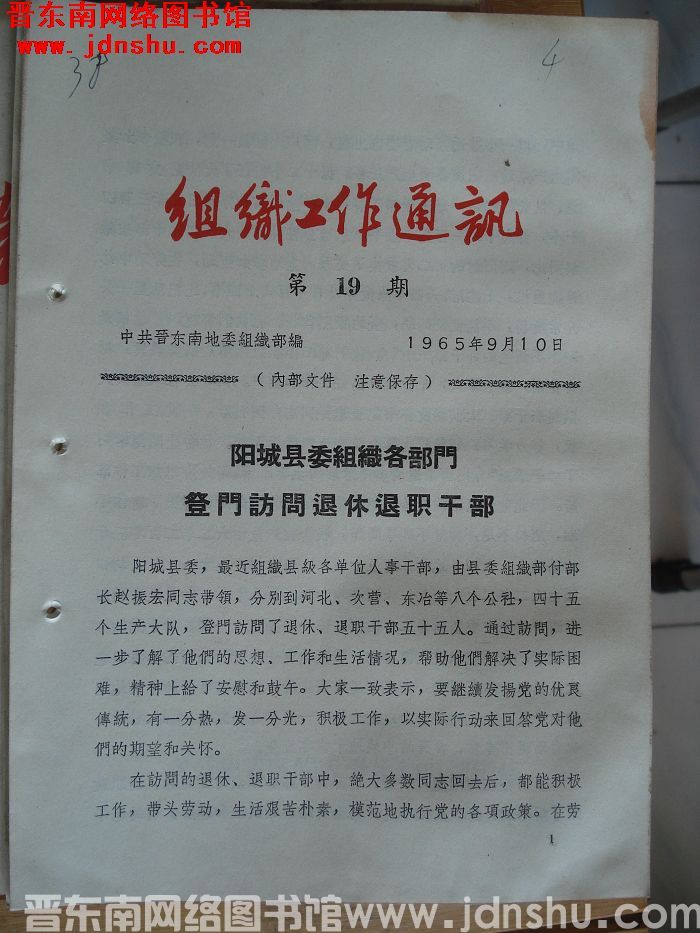 晋东南网络图书馆
www.jdnshu.com
38
4
组織工作通訊
第 19 期
中共晉东南地委組織部編 1965年9月10日
（內部文件 注意保存）
阳城县委組織各部門
登門訪問退休退职干部
阳城县委，最近組織县級各单位人事干部，由县委組織部付部
长赵振宏同志带領，分别到河北、次营、东冶等八个公社，四十五
个生产大队，登門訪問了退休、退职干部五十五人。通过訪問，进
一步了解了他們的思想、工作和生活情况，帮助他們解决了实际困
难，精神上給了安慰和鼓午。大家一致表示，要継續发揚党的优良
傳統，有一分热，发一分光，积极工作，以实际行动来回答党对他
們的期望和关怀。
在訪問的退休、退职干部中，絶大多数同志回去后，都能积极
工作，带头劳动，生活艰苦朴素，模范地执行党的各項政策。在劳
1
晋东南网络图书馆www.jdnshu.com